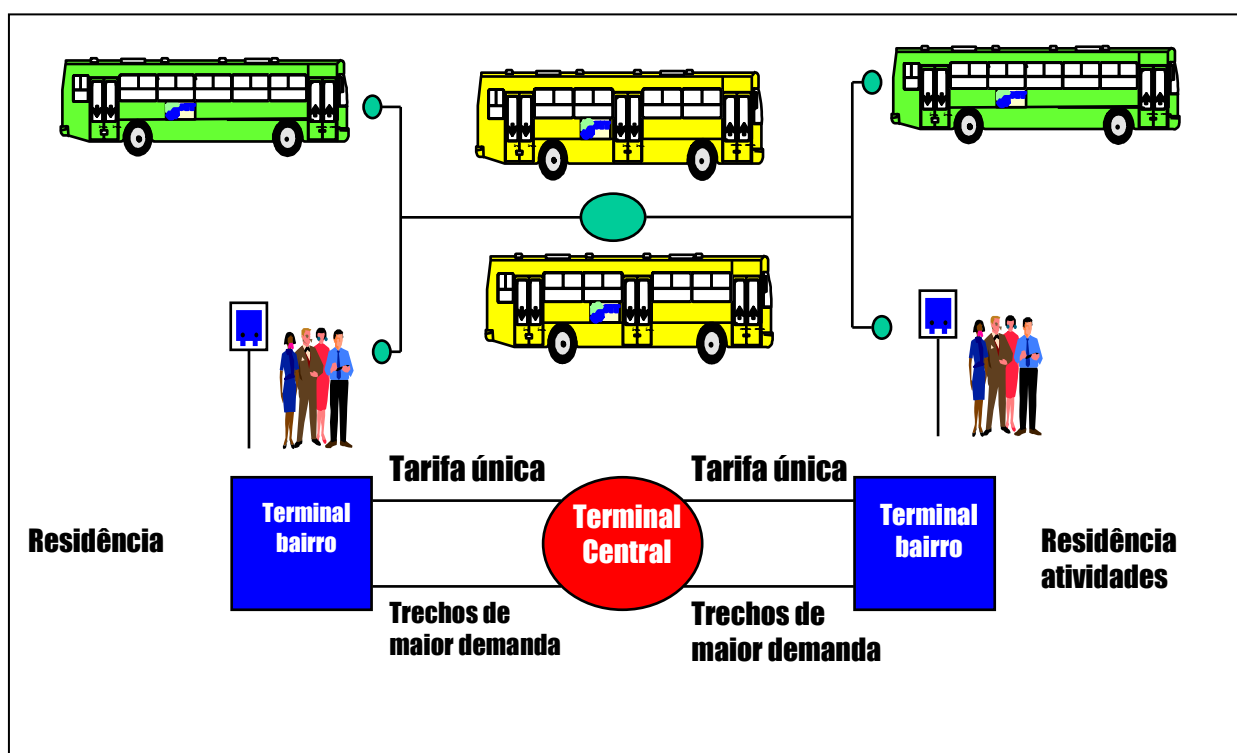 Tarifa única
Tarifa única
Residência
Terminal
bairro
Terminal
Central
Terminal
bairro
Residência
atividades
Trechos de
maior demanda
Trechos de
maior demanda